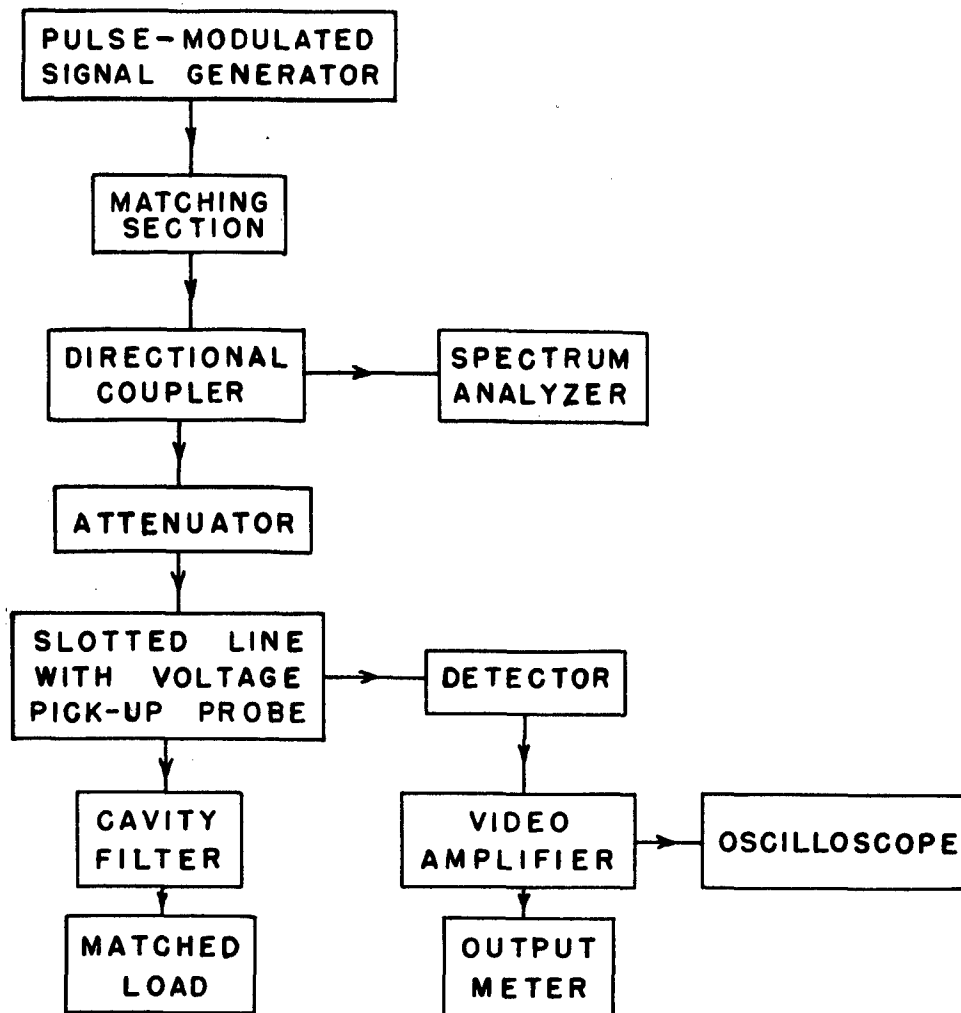 PULSE-MODULATED
SIGNAL GENERATOR
MATCHING
SECTION
DIRECTIONAL
COUPLER
SPECTRUM
ANALYZER
ATTENUATOR
SLOTTED LINE
WITH VOLTAGE
PICK-UP PROBE
DETECTOR
CAVITY
FILTER
VIDEO
AMPLIFIER
OSCILLOSCOPE
MATCHED
LOAD
OUTPUT
METER